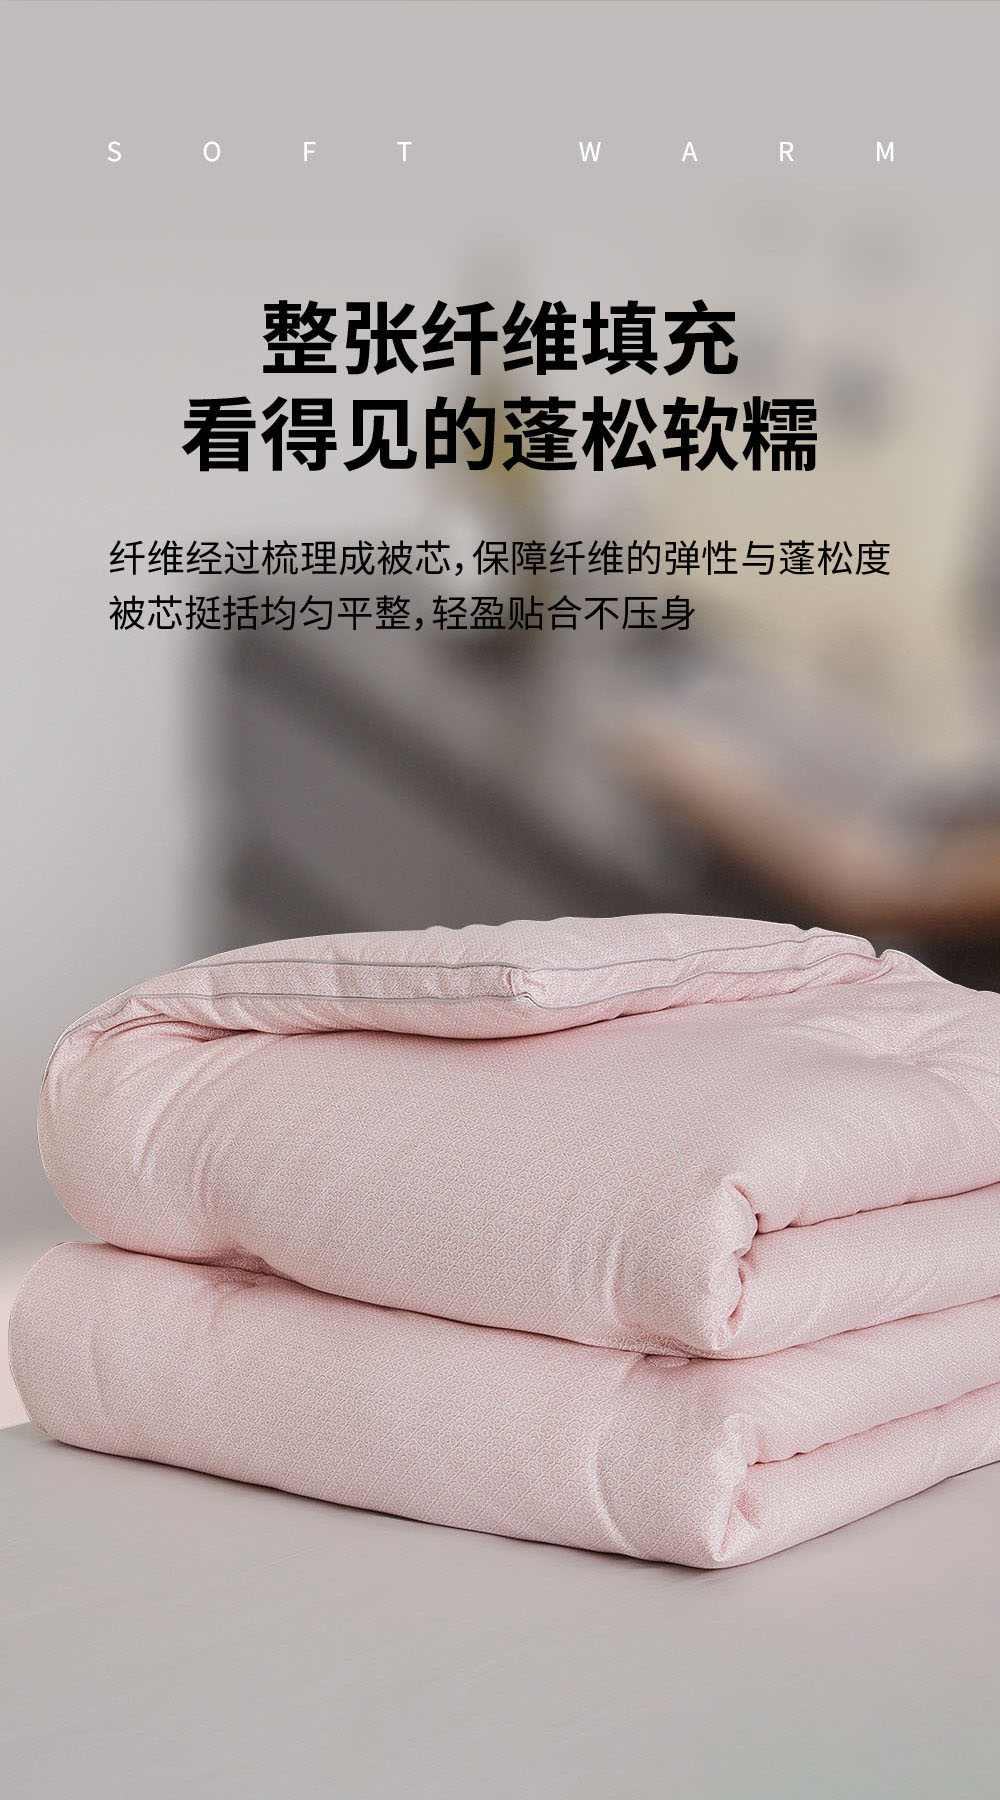 SOFT WARM
整张纤维填充
看得见的蓬松软糯
纤维经过梳理成被芯，保障纤维的弹性与蓬松度
被芯挺括均匀平整，轻盈贴合不压身